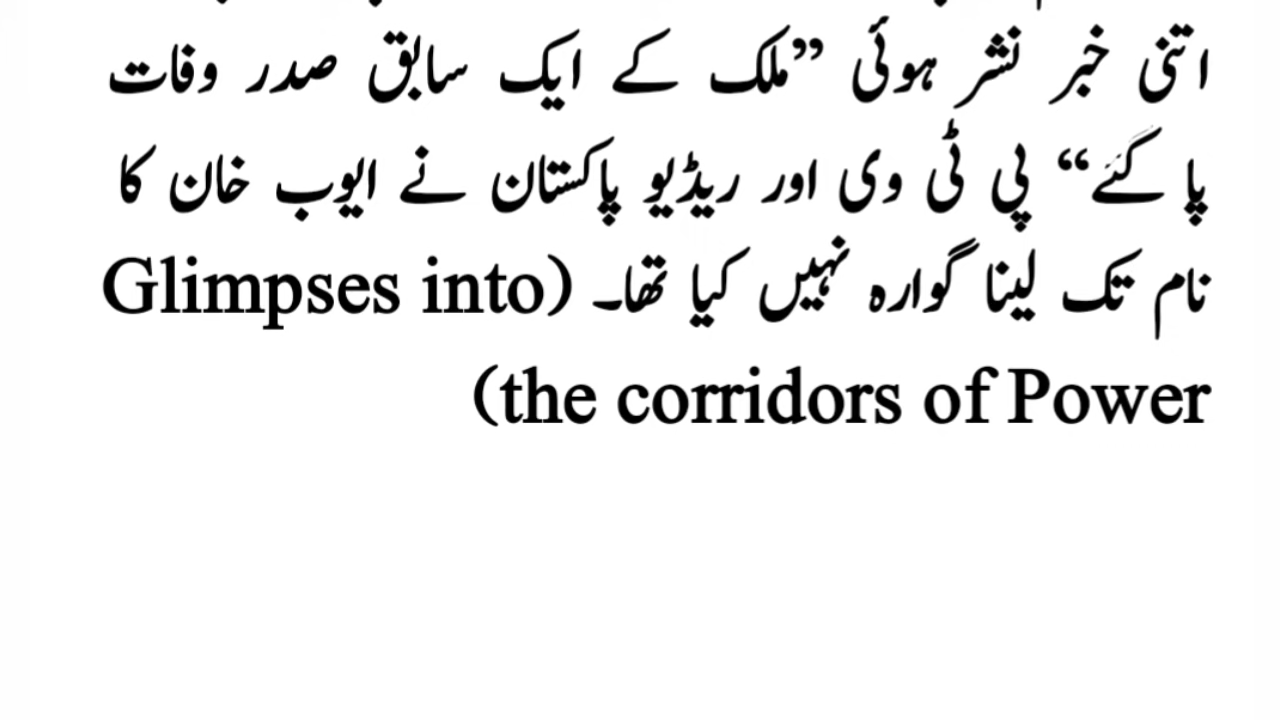 اتنی خبر نشر ہوئی ”ملک کے ایک سابق صدر وفات
پا گئے“ پی ٹی وی اور ریڈیو پاکستان نے ایوب خان کا
نام تک لینا گوارہ نہیں کیا تھا۔ (Glimpses into
the corridors of Power)